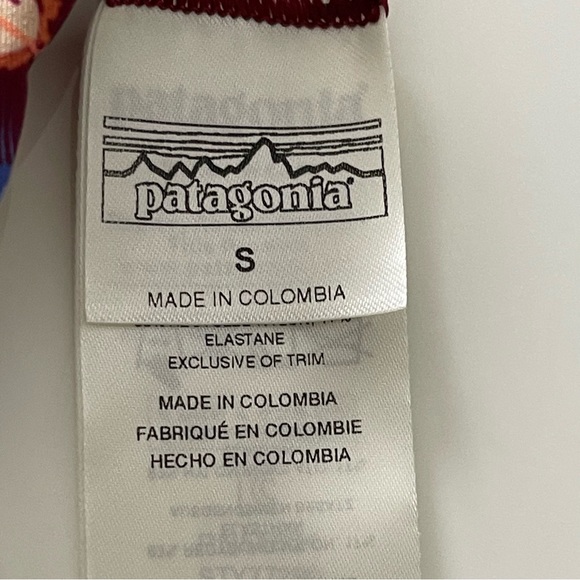 patagonia
S
MADE IN COLOMBIA
ELASTANE
EXCLUSIVE OF TRIM
MADE IN COLOMBIA
FABRIQUÉ EN COLOMBIE
HECHO EN COLOMBIA